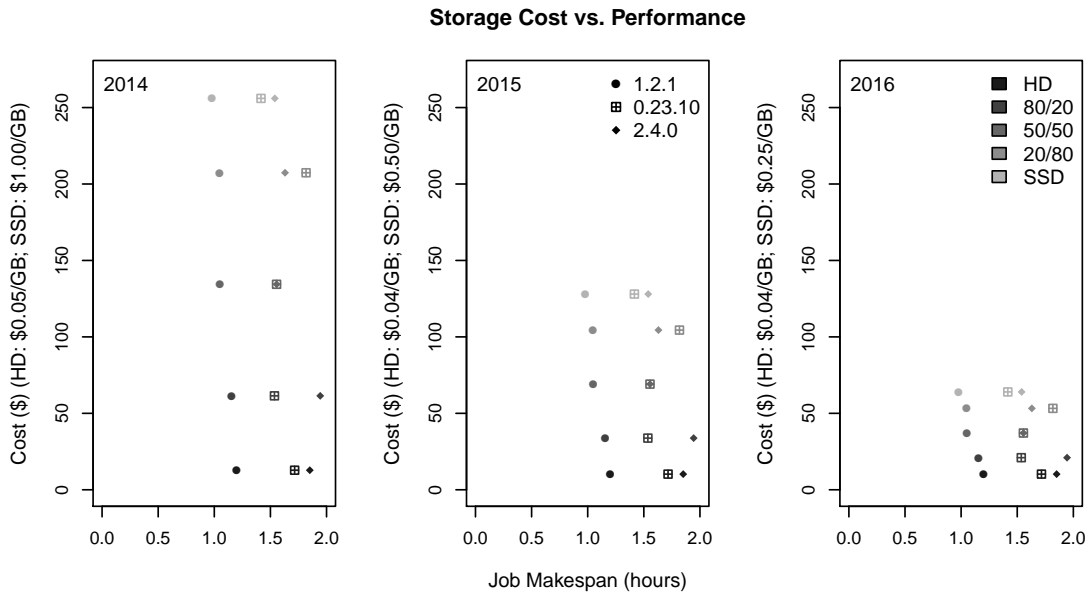 Storage Cost vs. Performance
Cost ($) (HD: $0.05/GB; SSD: $1.00/GB)
2014
250
200
150
100
50
0
0.0 0.5 1.0 1.5 2.0
Cost ($) (HD: $0.04/GB; SSD: $0.50/GB)
2015
1.2.1
0.23.10
2.4.0
250
200
150
100
50
0
0.0 0.5 1.0 1.5 2.0
Cost ($) (HD: $0.04/GB; SSD: $0.25/GB)
2016
HD
80/20
50/50
20/80
SSD
250
200
150
100
50
0
0.0 0.5 1.0 1.5 2.0
Job Makespan (hours)